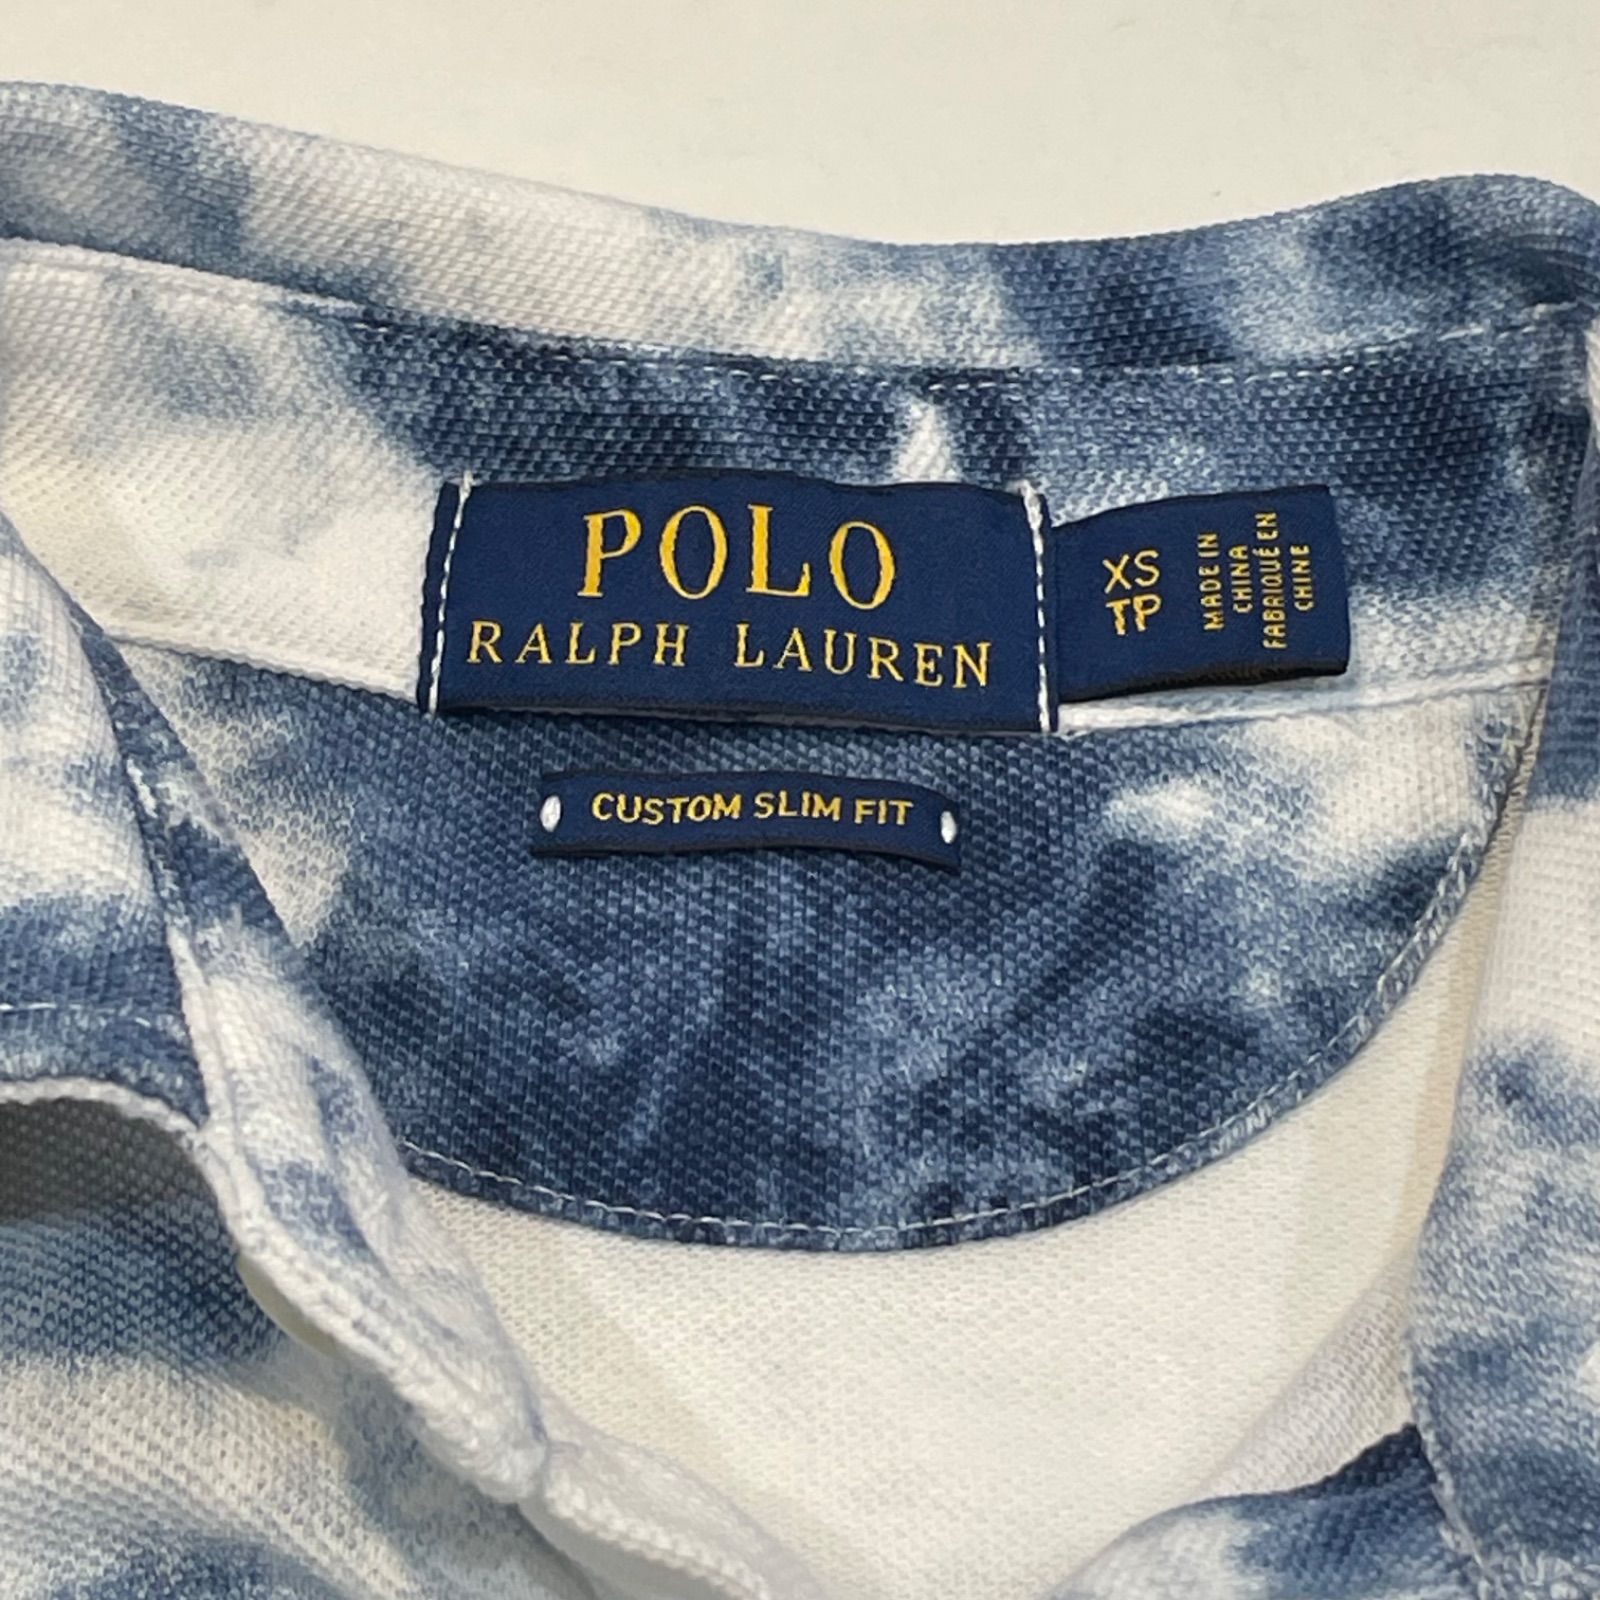 POLO
RALPH LAUREN
XS
TP
MADE IN
CHINA
FABRIQUÉ EN
CHINE
CUSTOM SLIM FIT